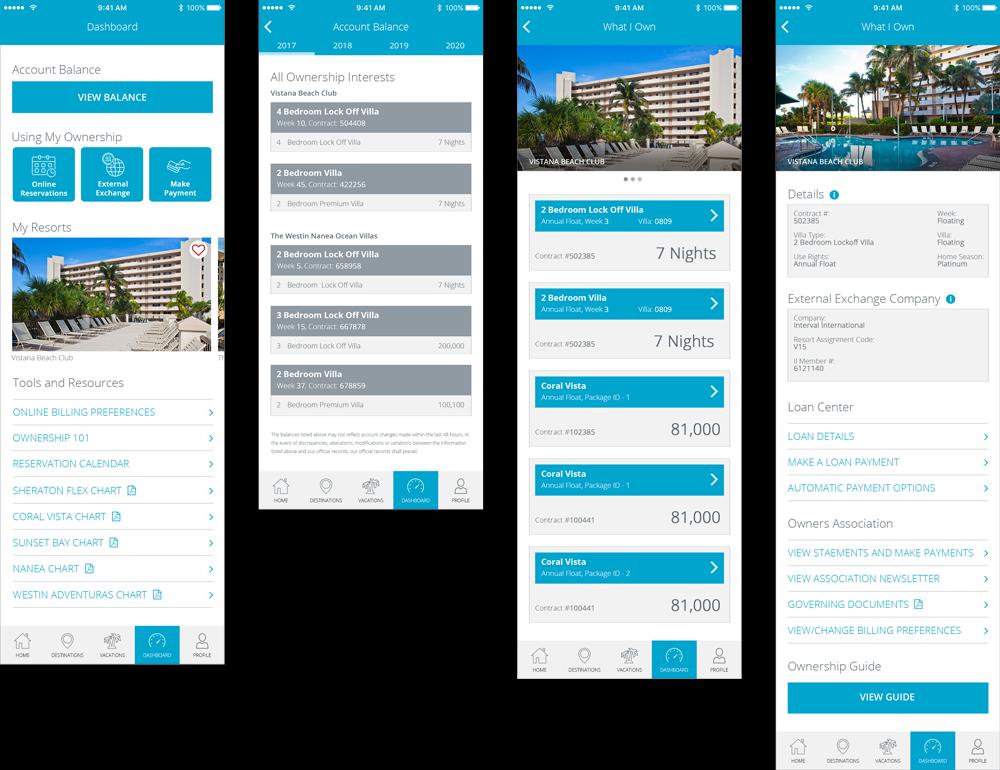 9:41 AM
100%
Dashboard
Account Balance
VIEW BALANCE
Using My Ownership
Online
Reservations
External
Exchange
Make
Payment
My Resorts
Vistana Beach Club
Th
Tools and Resources
ONLINE BILLING PREFERENCES
OWNERSHIP 101
RESERVATION CALENDAR
SHERATON FLEX CHART
CORAL VISTA CHART
SUNSET BAY CHART
NANEA CHART
WESTIN ADVENTURAS CHART
HOME
DESTINATIONS
VACATIONS
DASHBOARD
PROFILE
9:41 AM
100%
Account Balance
2017 2018 2019 2020
All Ownership Interests
Vistana Beach Club
4 Bedroom Lock Off Villa
Week 10, Contract: 504408
4 Bedroom Lock Off Villa 7 Nights
2 Bedroom Villa
Week 45, Contract: 422256
2 Bedroom Premium Villa 7 Nights
The Westin Nanea Ocean Villas
2 Bedroom Lock Off Villa
Week 5, Contract: 658958
2 Bedroom Lock Off Villa 7 Nights
3 Bedroom Lock Off Villa
Week 15, Contract: 667878
3 Bedroom Lock Off Villa 200,000
2 Bedroom Villa
Week 37, Contract: 678859
2 Bedroom Premium Villa 100,100
The balances listed above may not reflect account changes made within the last 48 hours, in
the event of discrepancies, alterations, modifications or variations between the information
listed above and our official records, our official records shall prevail.
HOME
DESTINATIONS
VACATIONS
DASHBOARD
PROFILE
9:41 AM
100%
What I Own
VISTANA BEACH CLUB
2 Bedroom Lock Off Villa
Annual Float, Week 3 Villa: 0809
Contract #502385 7 Nights
2 Bedroom Villa
Annual Float, Week 3 Villa: 0809
Contract #502385 7 Nights
Coral Vista
Annual Float, Package ID - 1
Contract #102385 81,000
Coral Vista
Annual Float, Package ID - 1
Contract #100441 81,000
Coral Vista
Annual Float, Package ID - 2
Contract #100441 81,000
HOME
DESTINATIONS
VACATIONS
DASHBOARD
PROFILE
9:41 AM
100%
What I Own
VISTANA BEACH CLUB
Details
Contract #: Week:
502385 Floating
Villa Type: Villa:
2 Bedroom Lockoff Villa Floating
Use Rights: Home Season:
Annual Float Platinum
External Exchange Company
Company:
Interval International
Resort Assignment Code:
V15
II Member #:
6121140
Loan Center
LOAN DETAILS
MAKE A LOAN PAYMENT
AUTOMATIC PAYMENT OPTIONS
Owners Association
VIEW STAEMENTS AND MAKE PAYMENTS
VIEW ASSOCIATION NEWSLETTER
GOVERNING DOCUMENTS
VIEW/CHANGE BILLING PREFERENCES
Ownership Guide
VIEW GUIDE
HOME
DESTINATIONS
VACATIONS
DASHBOARD
PROFILE